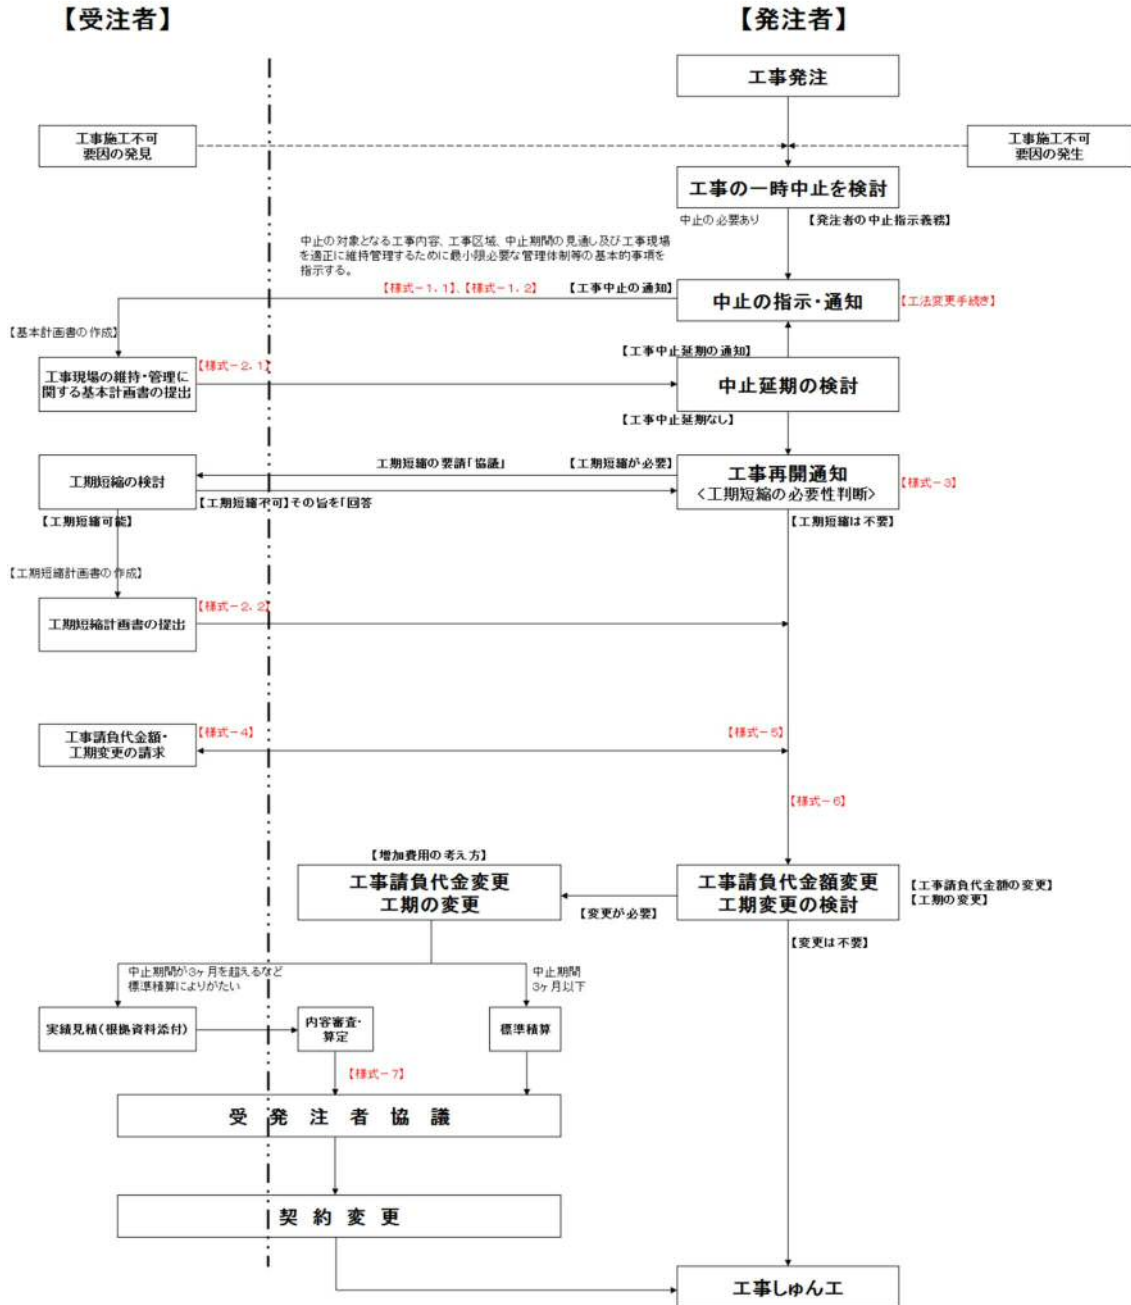 【受注者】
【発注者】
工事発注
工事施工不可
要因の発見
工事施工不可
要因の発生
工事の一時中止を検討
中止の必要あり
【発注者の中止指示義務】
中止の対象となる工事内容、工事区域、中止期間の見通し及び工事現場
を適正に維持管理するために最小限必要な管理体制等の基本的事項を
指示する。
【様式－1．1】、【様式－1．2】
【工事中止の通知】
中止の指示・通知
【工法変更手続き】
【基本計画書の作成】
【工事中止延期の通知】
工事現場の維持・管理に
関する基本計画書の提出
【様式－2．1】
中止延期の検討
【工事中止延期なし】
工期短縮の要請「協議」
【工期短縮が必要】
工期短縮の検討
工事再開通知
＜工期短縮の必要性判断＞
【様式－3】
【工期短縮不可】その旨を「回答
【工期短縮可能】
【工期短縮は不要】
【工期短縮計画書の作成】
工期短縮計画書の提出
【様式－2．2】
工事請負代金額・
工期変更の請求
【様式－4】
【様式－5】
【様式－6】
【増加費用の考え方】
工事請負代金変更
工期の変更
【変更が必要】
工事請負代金額変更
工期変更の検討
【工事請負代金額の変更】
【工期の変更】
【変更は不要】
中止期間が3ヶ月を超えるなど
標準積算によりがたい
中止期間
3ヶ月以下
実績見積（根拠資料添付）
内容審査・
算定
標準積算
【様式－7】
受発注者協議
契約変更
工事しゅん工